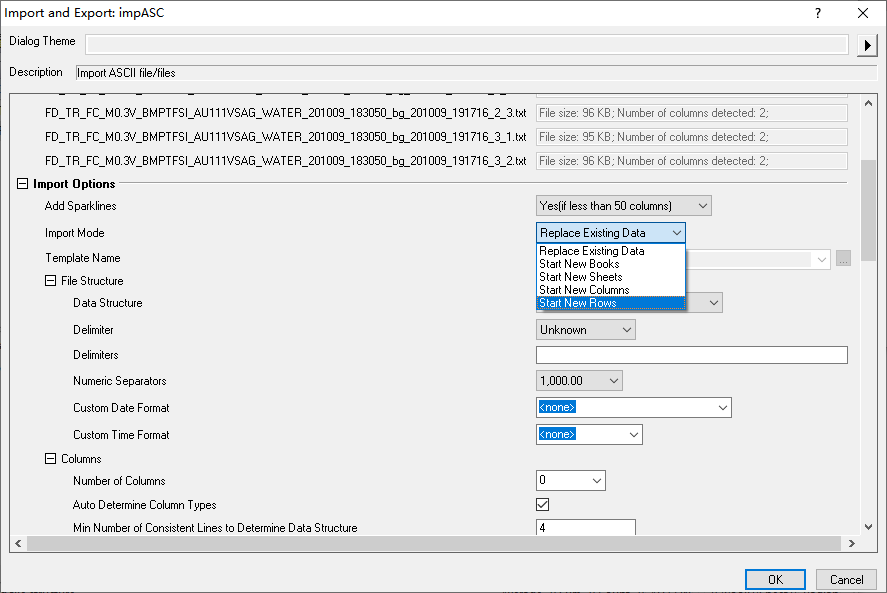 Import and Export: impASC
Dialog Theme
Description Import ASCII file/files
FD_TR_FC_M0.3V_BMPTFSI_AU111VSAG_WATER_201009_183050_bg_201009_191716_2_3.txt File size: 96 KB; Number of columns detected: 2;
FD_TR_FC_M0.3V_BMPTFSI_AU111VSAG_WATER_201009_183050_bg_201009_191716_3_1.txt File size: 95 KB; Number of columns detected: 2;
FD_TR_FC_M0.3V_BMPTFSI_AU111VSAG_WATER_201009_183050_bg_201009_191716_3_2.txt File size: 96 KB; Number of columns detected: 2;
Import Options
Add Sparklines Yes(if less than 50 columns)
Import Mode Replace Existing Data
Replace Existing Data
Template Name
Start New Books
Start New Sheets
File Structure
Start New Columns
Data Structure Start New Rows
Delimiter Unknown
Delimiters
Numeric Separators 1,000.00
Custom Date Format <none>
Custom Time Format <none>
Columns
Number of Columns 0
Auto Determine Column Types
Min Number of Consistent Lines to Determine Data Structure 4
OK Cancel